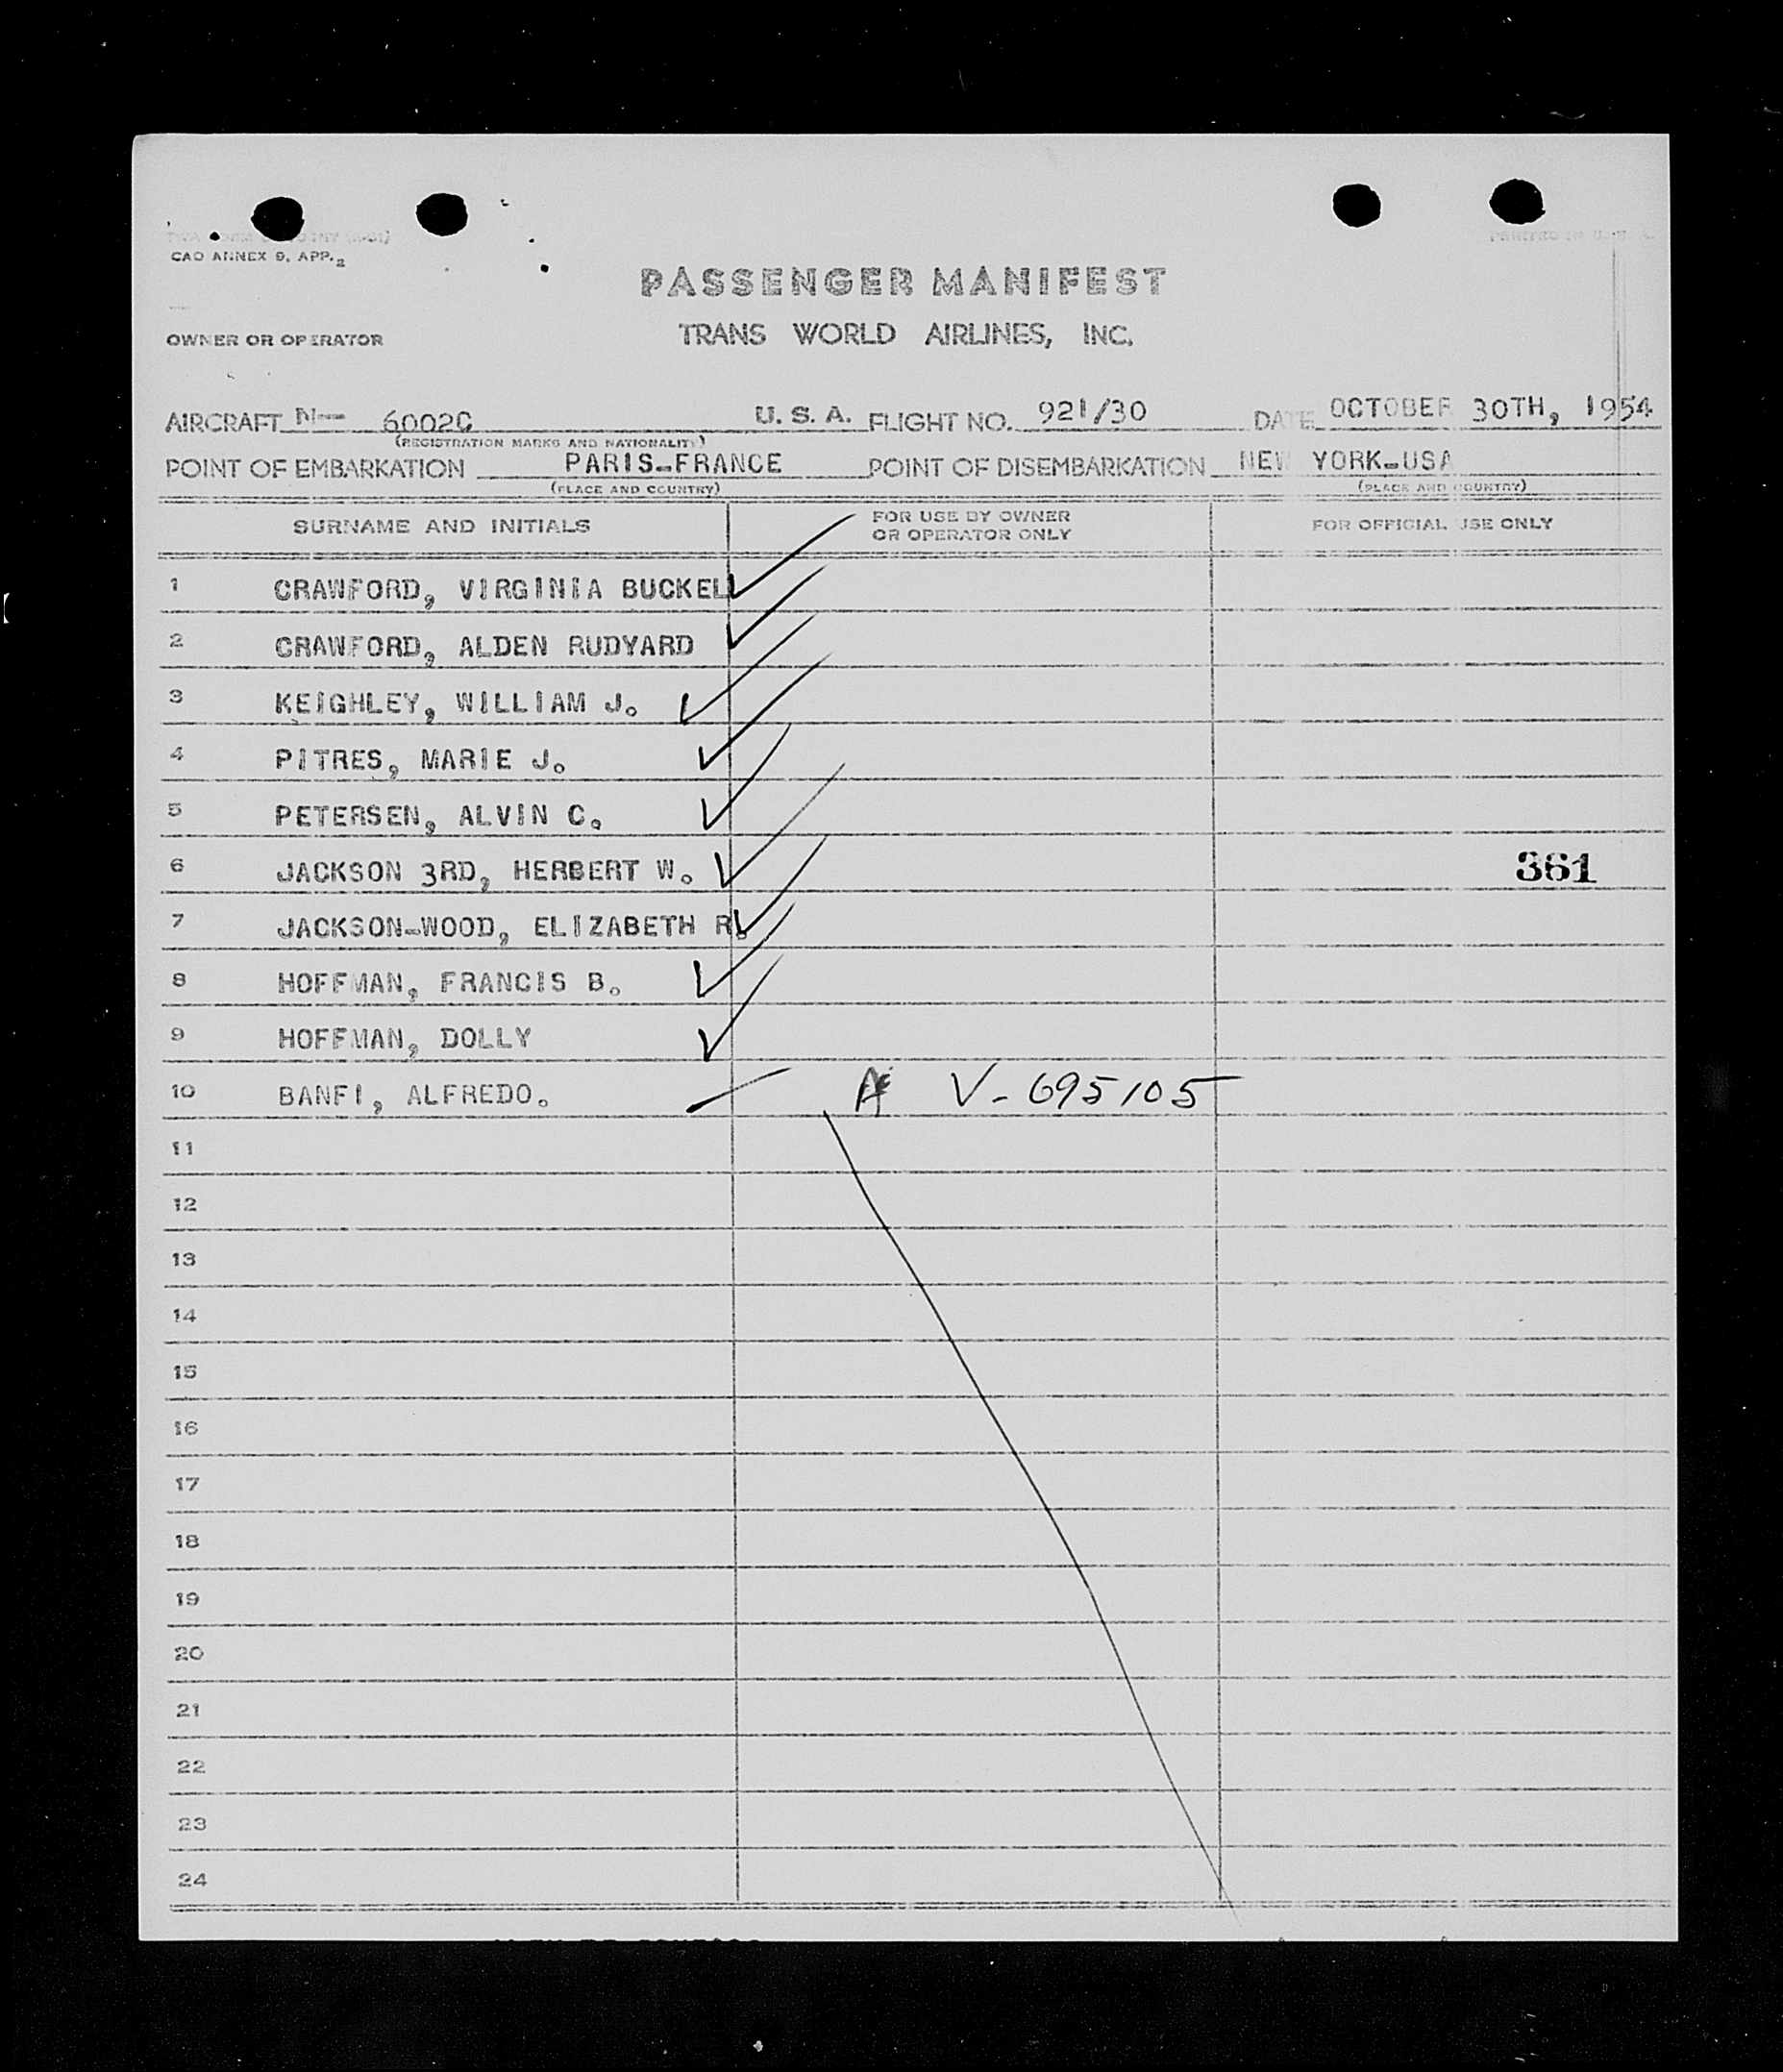 CAO ANNEX 9, APP. 2
PASSENGER MANIFEST
OWNER OR OPERATOR
TRANS WORLD AIRLINES, INC.
AIRCRAFT N-- 6002C U. S. A. FLIGHT NO. 921/30 DATE OCTOBER 30TH, 1954
(REGISTRATION MARKS AND NATIONALITY)
POINT OF EMBARKATION PARIS-FRANCE POINT OF DISEMBARKATION NEW YORK-USA
(PLACE AND COUNTRY) (PLACE AND COUNTRY)
SURNAME AND INITIALS FOR USE BY OWNER OR OPERATOR ONLY FOR OFFICIAL USE ONLY
1 CRAWFORD, VIRGINIA BUCKEL
2 CRAWFORD, ALDEN RUDYARD
3 KEIGHLEY, WILLIAM J.
4 PITRES, MARIE J.
5 PETERSEN, ALVIN C.
6 JACKSON 3RD, HERBERT W. 361
7 JACKSON-WOOD, ELIZABETH R.
8 HOFFMAN, FRANCIS B.
9 HOFFMAN, DOLLY
10 BANFI, ALFREDO. V-695105
11
12
13
14
15
16
17
18
19
20
21
22
23
24